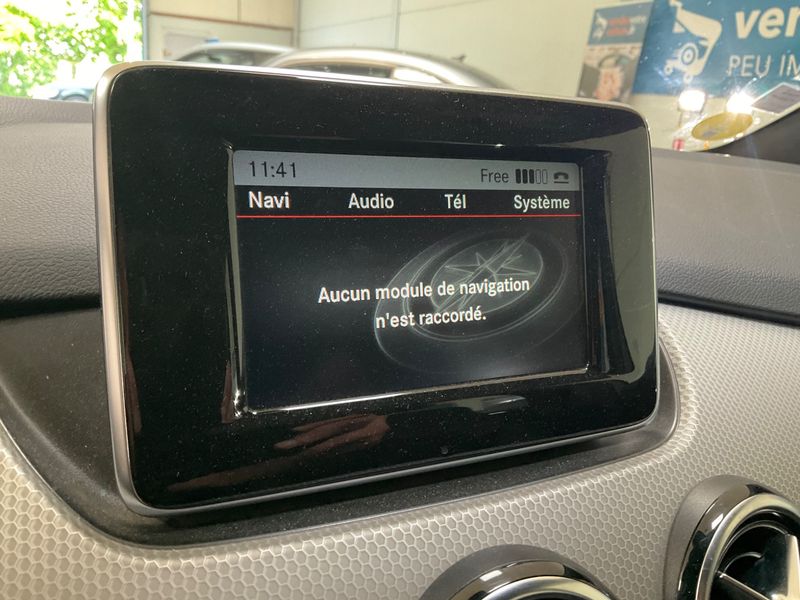 11:41 Free
Navi Audio Tél Système
Aucun module de navigation
n'est raccordé.
PEU IM